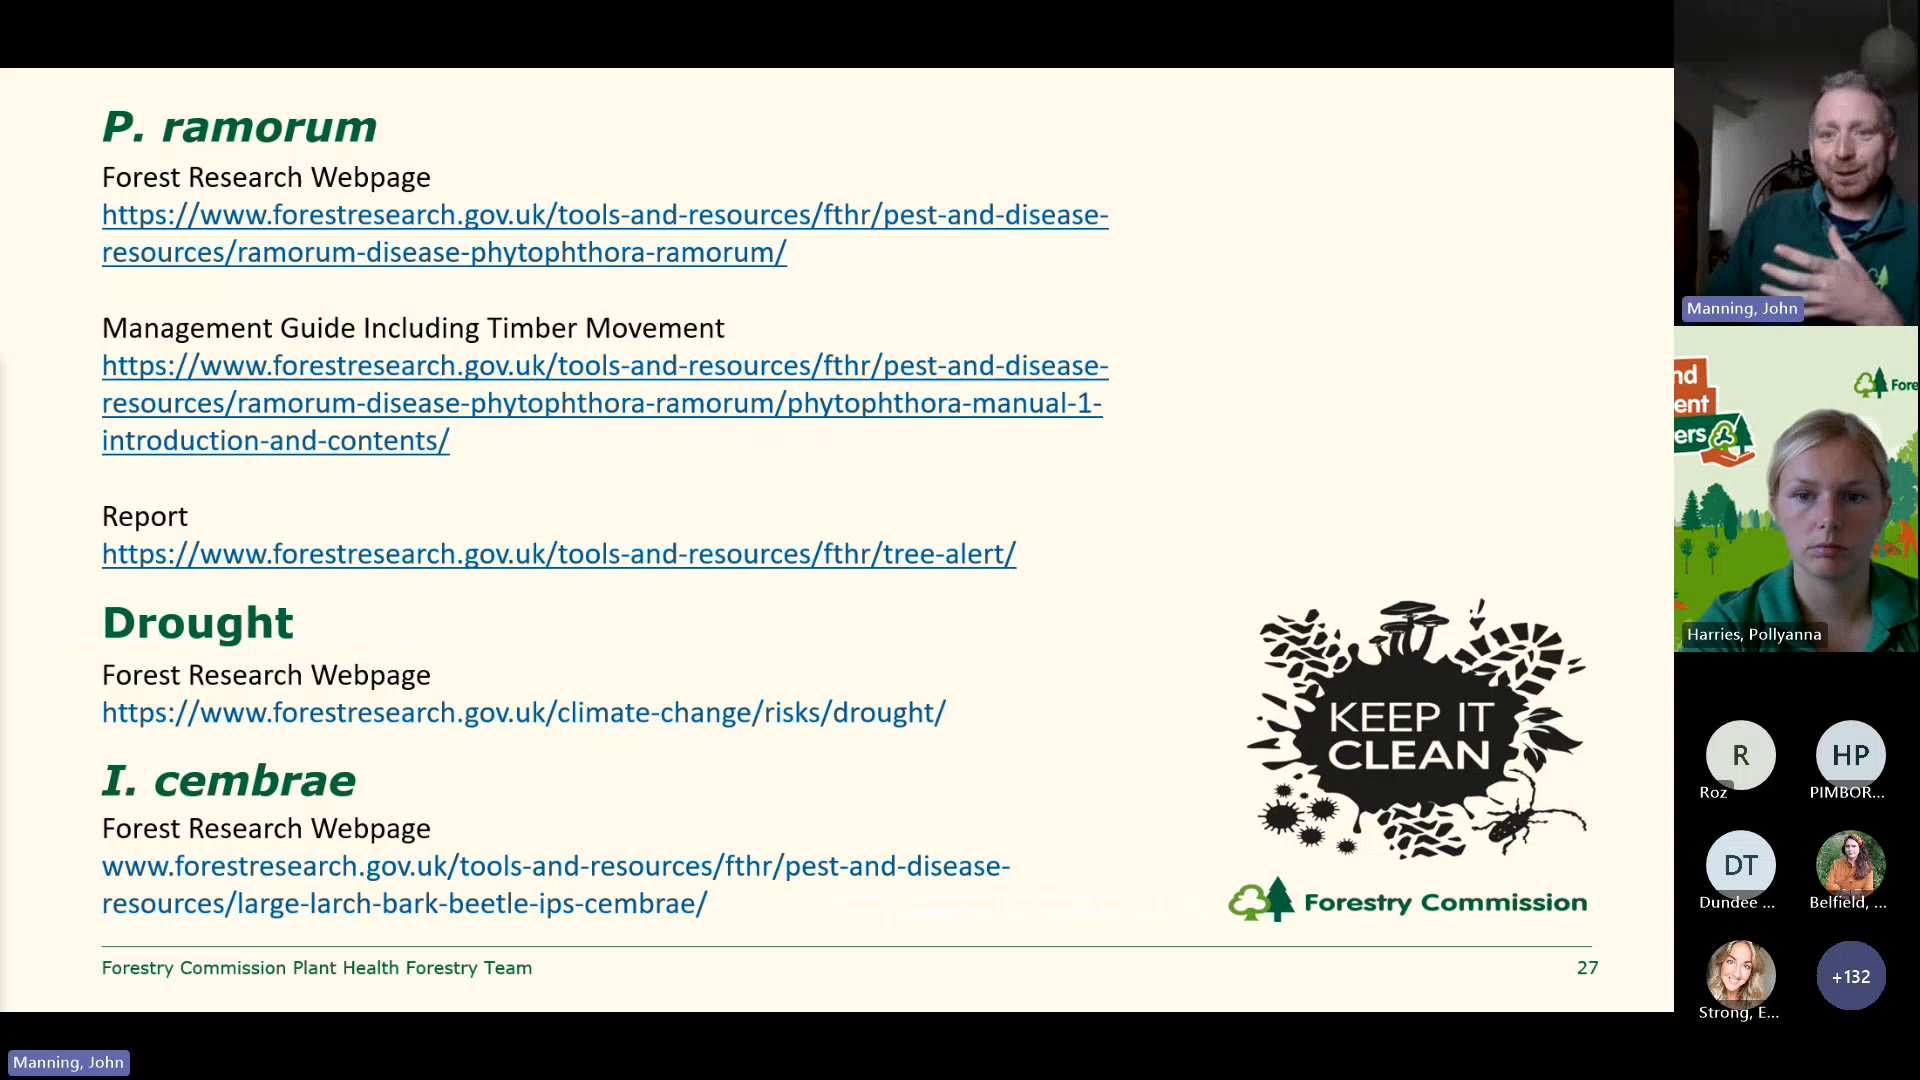 P. ramorum
Forest Research Webpage
https://www.forestresearch.gov.uk/tools-and-resources/fthr/pest-and-disease-
resources/ramorum-disease-phytophthora-ramorum/
Management Guide Including Timber Movement
https://www.forestresearch.gov.uk/tools-and-resources/fthr/pest-and-disease-
resources/ramorum-disease-phytophthora-ramorum/phytophthora-manual-1-
introduction-and-contents/
Report
https://www.forestresearch.gov.uk/tools-and-resources/fthr/tree-alert/
Drought
Forest Research Webpage
https://www.forestresearch.gov.uk/climate-change/risks/drought/
I. cembrae
Forest Research Webpage
www.forestresearch.gov.uk/tools-and-resources/fthr/pest-and-disease-
resources/large-larch-bark-beetle-ips-cembrae/
KEEP IT
CLEAN
Forestry Commission
Forestry Commission Plant Health Forestry Team
27
Manning, John
Manning, John
nd
ent
ers
Fore
Harries, Pollyanna
R
Roz
HP
PIMBOR...
DT
Dundee ...
Belfield, ...
Strong, E...
+132